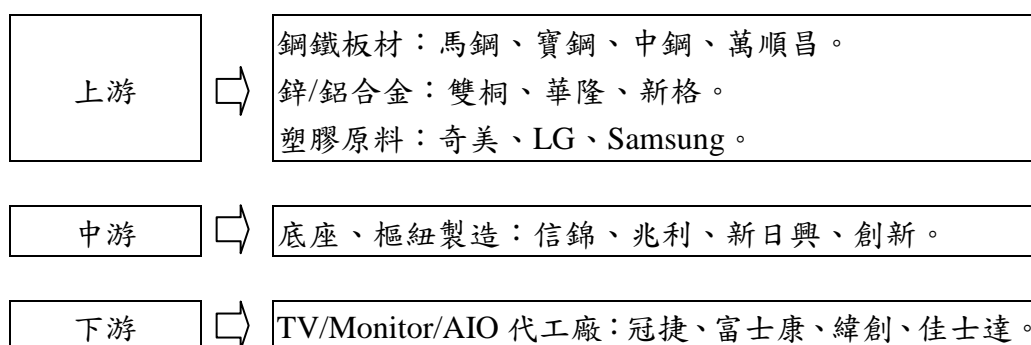 上游
鋼鐵板材：馬鋼、寶鋼、中鋼、萬順昌。
鋅/鋁合金：雙桐、華隆、新格。
塑膠原料：奇美、LG、Samsung。
中游
底座、樞紐製造：信錦、兆利、新日興、創新。
下游
TV/Monitor/AIO 代工廠：冠捷、富士康、緯創、佳士達。